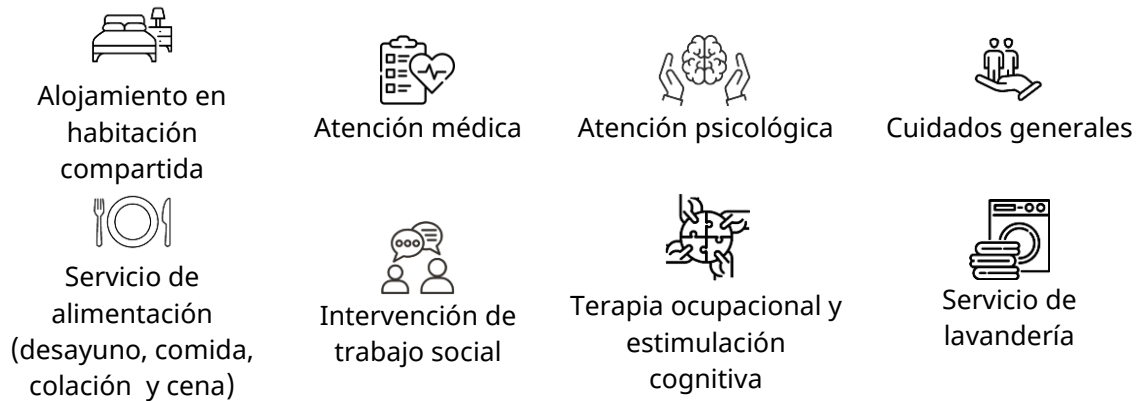 Alojamiento en
habitación
compartida
Atención médica
Atención psicológica
Cuidados generales
Servicio de
alimentación
(desayuno, comida,
colación y cena)
Intervención de
trabajo social
Terapia ocupacional y
estimulación
cognitiva
Servicio de
lavandería